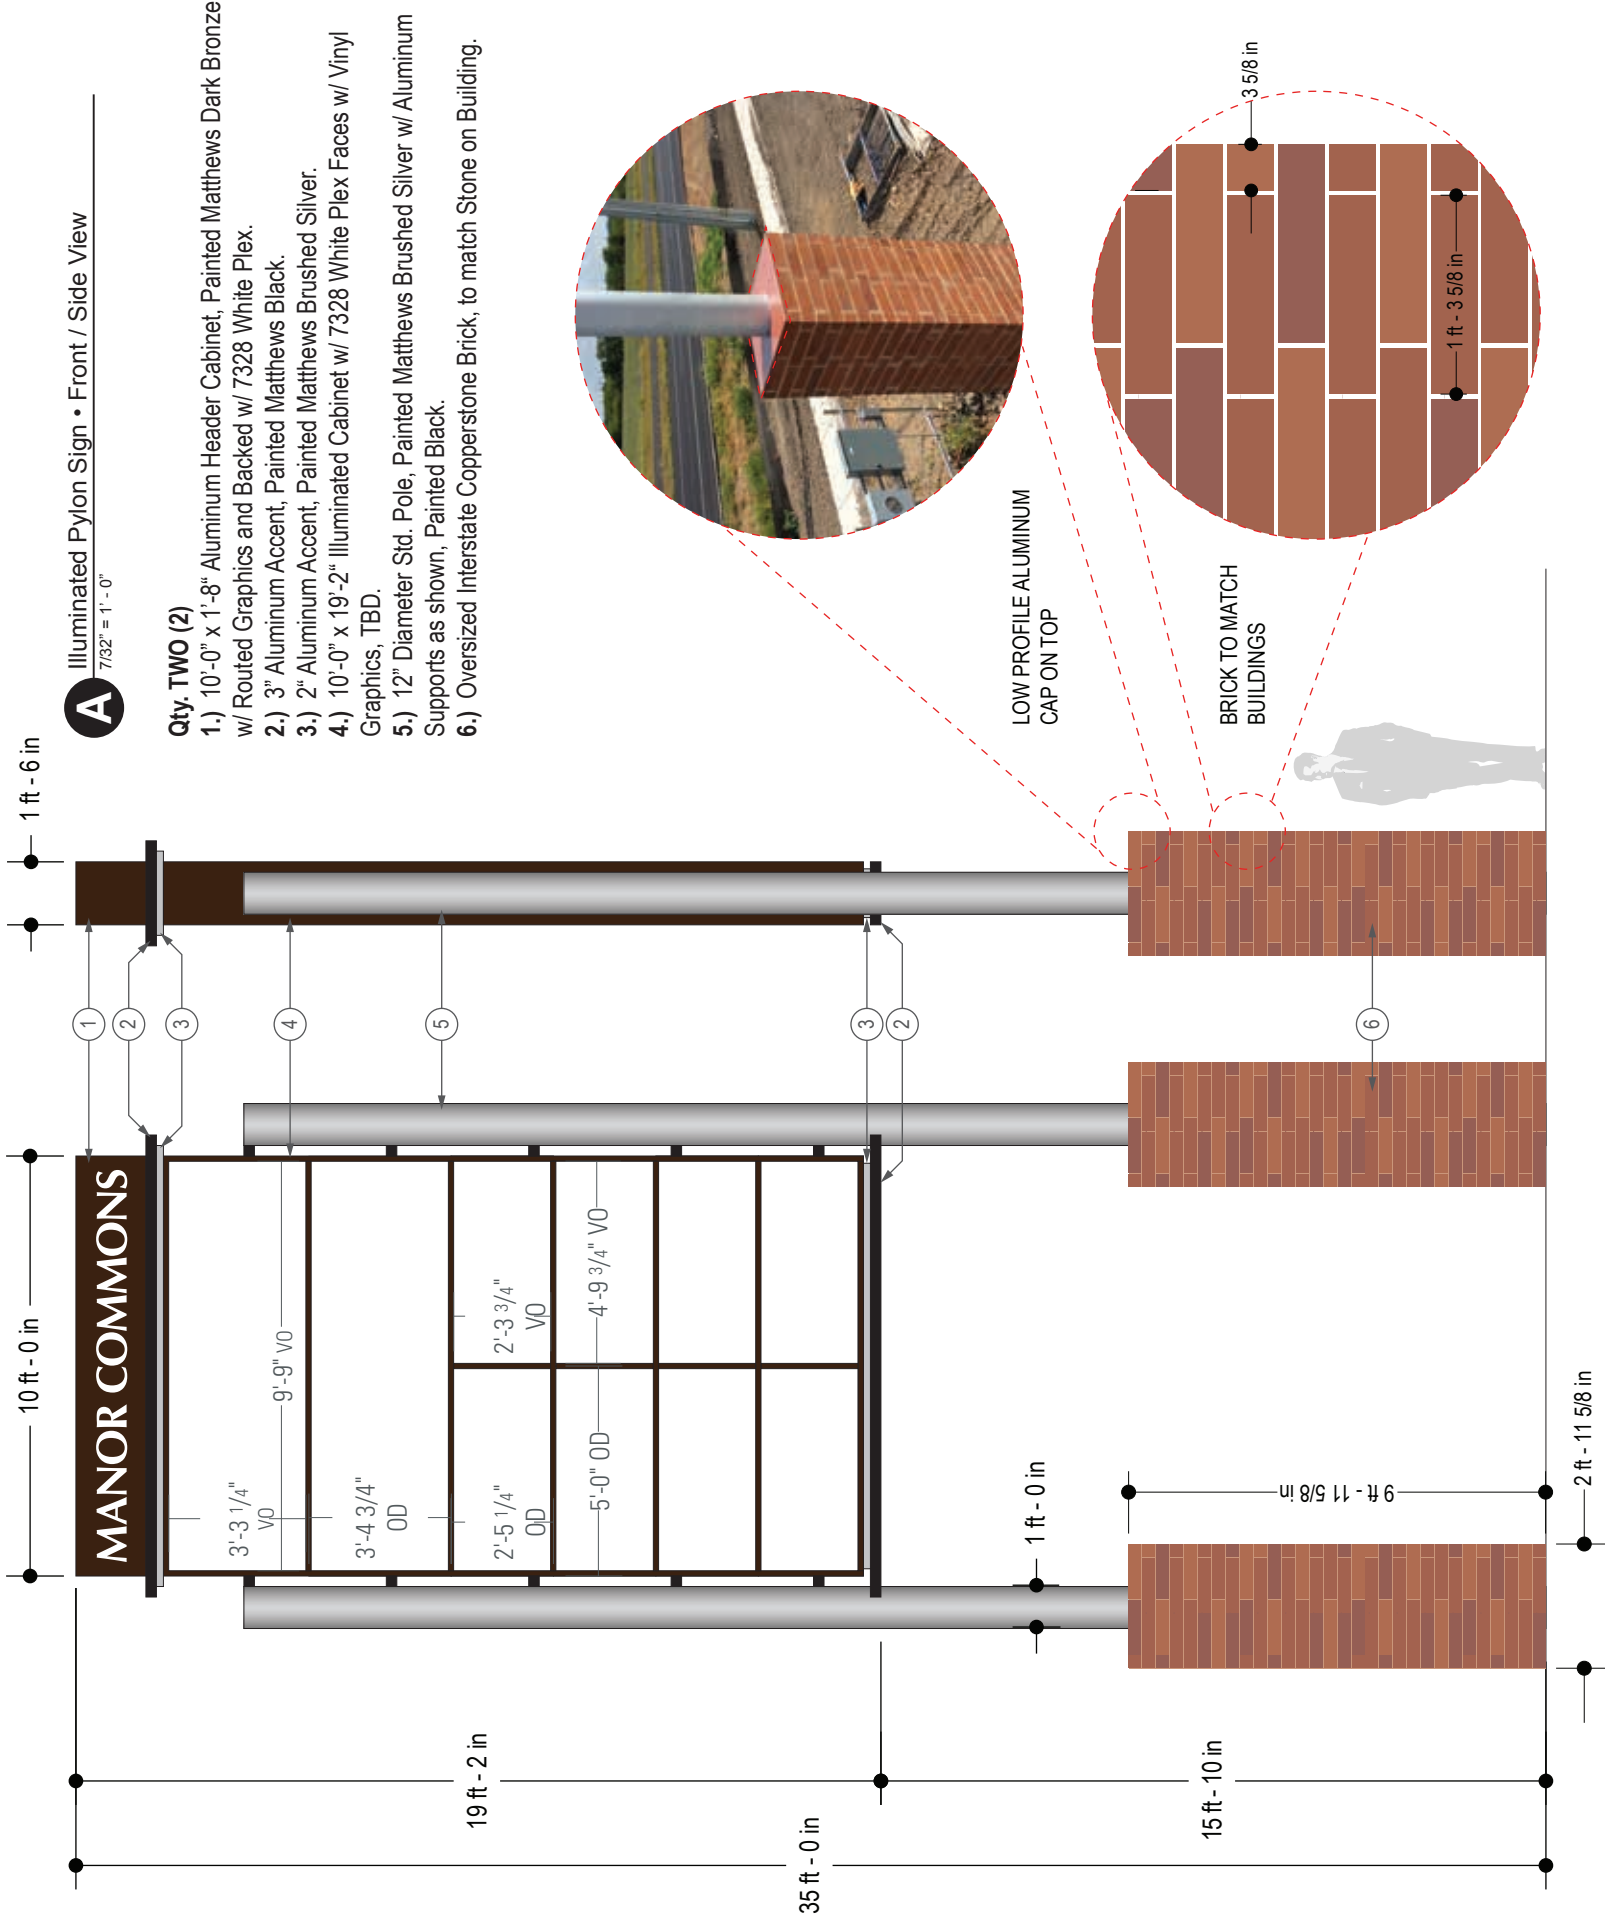 A
Illuminated Pylon Sign • Front / Side View
7/32" = 1' - 0"
Qty. TWO (2)
1.) 10'-0" x 1'-8" Aluminum Header Cabinet, Painted Matthews Dark Bronze
w/ Routed Graphics and Backed w/ 7328 White Plex.
2.) 3" Aluminum Accent, Painted Matthews Black.
3.) 2" Aluminum Accent, Painted Matthews Brushed Silver.
4.) 10'-0" x 19'-2" Illuminated Cabinet w/ 7328 White Plex Faces w/ Vinyl
Graphics, TBD.
5.) 12" Diameter Std. Pole, Painted Matthews Brushed Silver w/ Aluminum
Supports as shown, Painted Black.
6.) Oversized Interstate Copperstone Brick, to match Stone on Building.
10 ft - 0 in
1 ft - 6 in
MANOR COMMONS
1
2
3
4
5
3
2
6
3'-3 1/4"
VO
9'-9" VO
3'-4 3/4"
OD
2'-5 1/4"
OD
2'-3 3/4"
VO
5'-0" OD
4'-9 3/4" VO
19 ft - 2 in
35 ft - 0 in
15 ft - 10 in
1 ft - 0 in
9 ft - 11 5/8 in
2 ft - 11 5/8 in
LOW PROFILE ALUMINUM
CAP ON TOP
BRICK TO MATCH
BUILDINGS
3 5/8 in
1 ft - 3 5/8 in